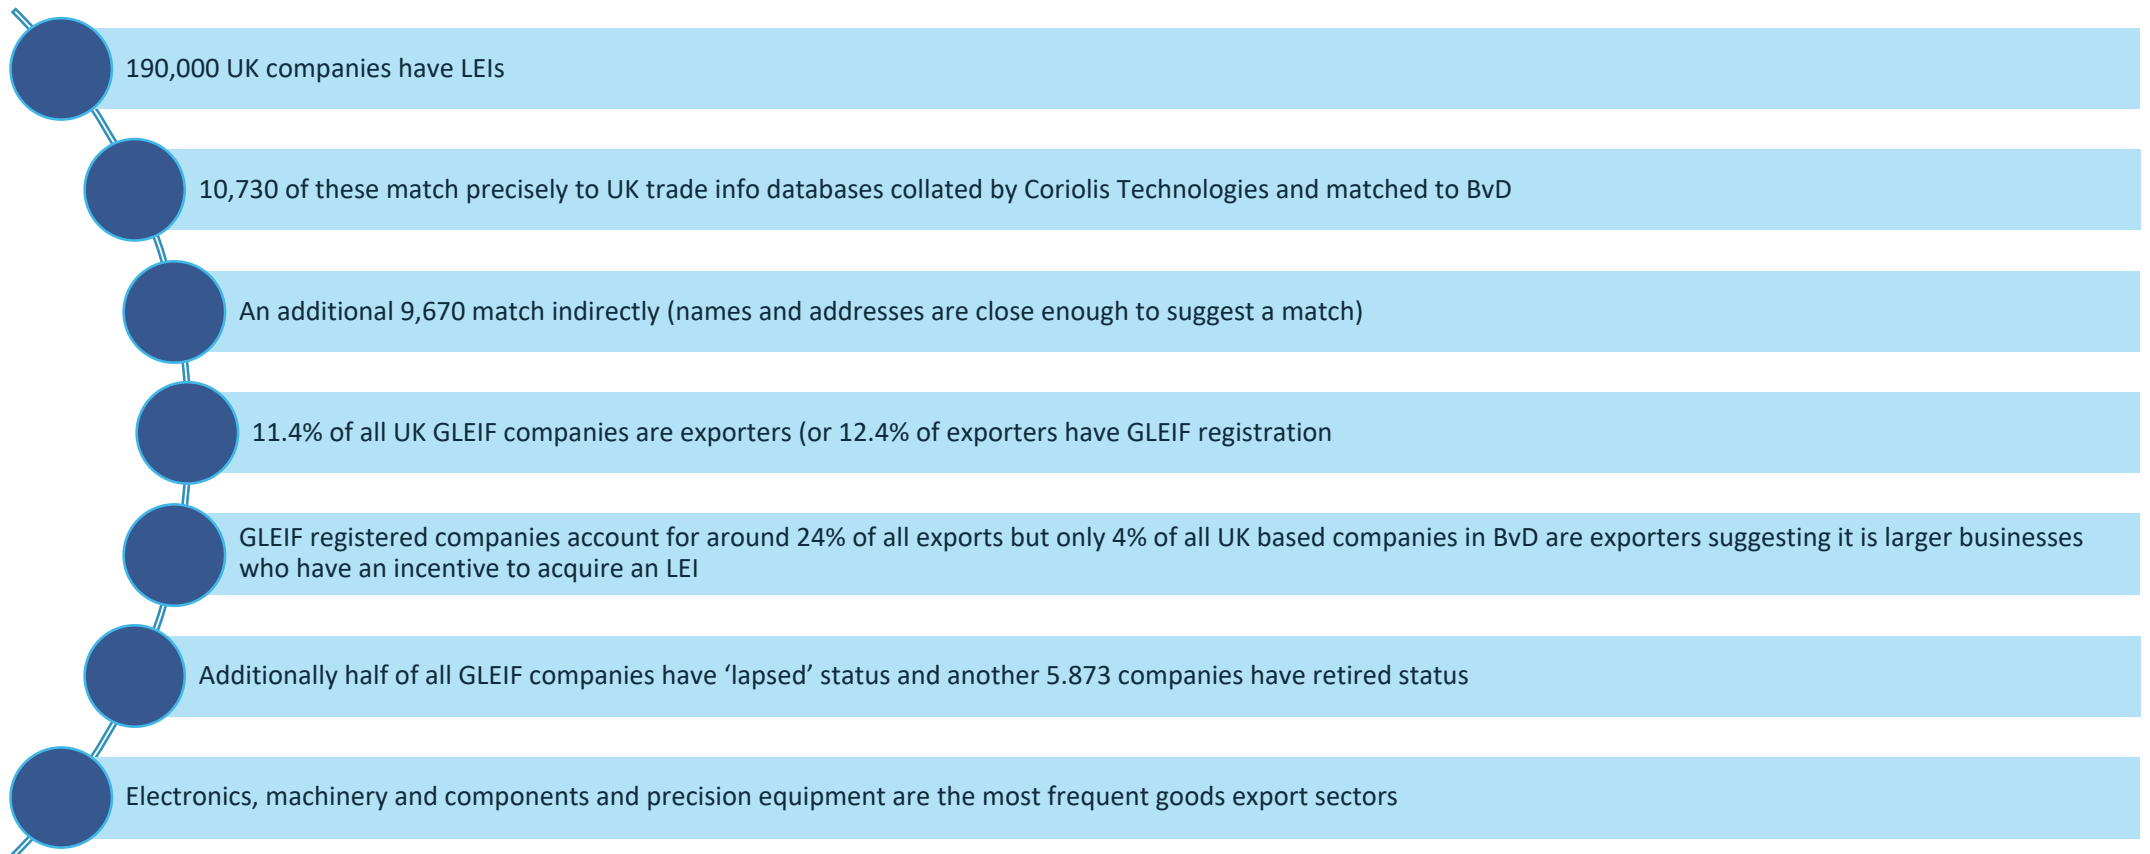 190,000 UK companies have LEIs
10,730 of these match precisely to UK trade info databases collated by Coriolis Technologies and matched to BvD
An additional 9,670 match indirectly (names and addresses are close enough to suggest a match)
11.4% of all UK GLEIF companies are exporters (or 12.4% of exporters have GLEIF registration
GLEIF registered companies account for around 24% of all exports but only 4% of all UK based companies in BvD are exporters suggesting it is larger businesses
who have an incentive to acquire an LEI
Additionally half of all GLEIF companies have ‘lapsed’ status and another 5.873 companies have retired status
Electronics, machinery and components and precision equipment are the most frequent goods export sectors